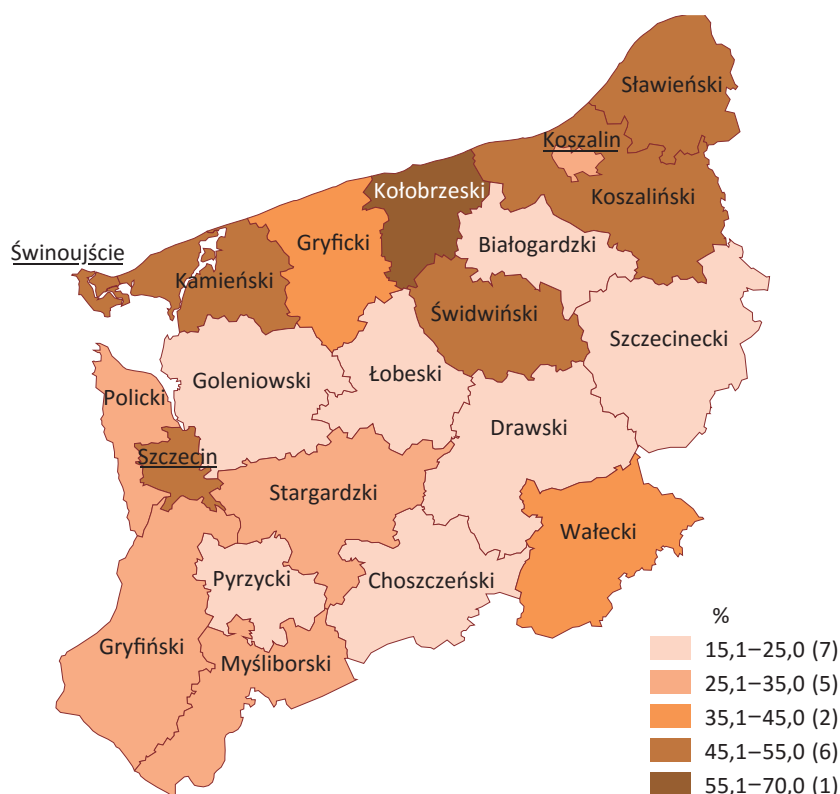 Sławieński
Koszalin
Kołobrzeski
Koszaliński
Gryficki
Białogardzki
Świnoujście
Kamieński
Świdwiński
Szczecinecki
Goleniowski
Łobeski
Policki
Drawski
Szczecin
Stargardzki
Wałecki
Pyrzycki
Choszczeński
Gryfiński
Myśliborski
%
15,1–25,0 (7)
25,1–35,0 (5)
35,1–45,0 (2)
45,1–55,0 (6)
55,1–70,0 (1)